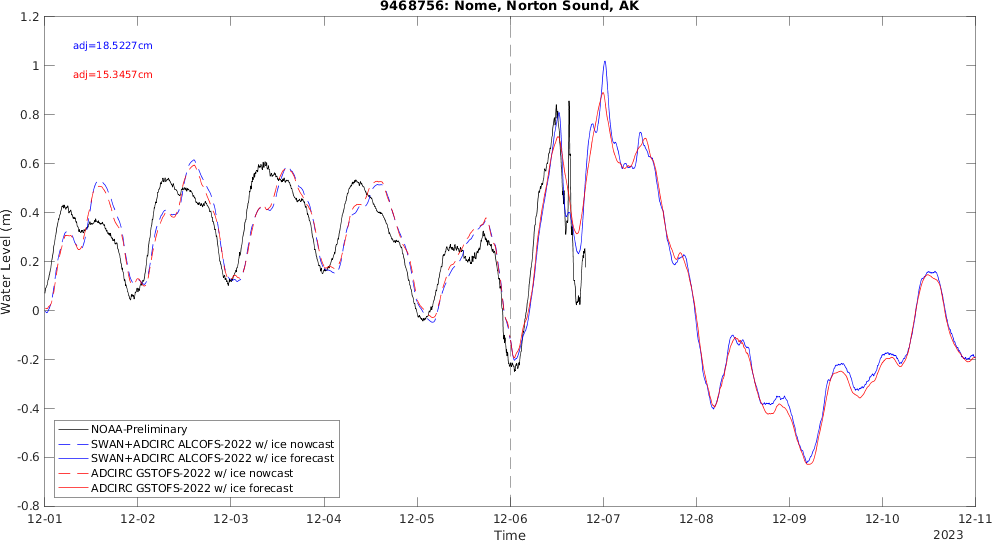 9468756: Nome, Norton Sound, AK
1.2
1
0.8
0.6
0.4
0.2
0
-0.2
-0.4
-0.6
-0.8
Water Level (m)
adj=18.5227cm
adj=15.3457cm
NOAA-Preliminary
SWAN+ADCIRC ALCOFS-2022 w/ ice nowcast
SWAN+ADCIRC ALCOFS-2022 w/ ice forecast
ADCIRC GSTOFS-2022 w/ ice nowcast
ADCIRC GSTOFS-2022 w/ ice forecast
12-01 12-02 12-03 12-04 12-05 12-06 12-07 12-08 12-09 12-10 12-11
Time
2023